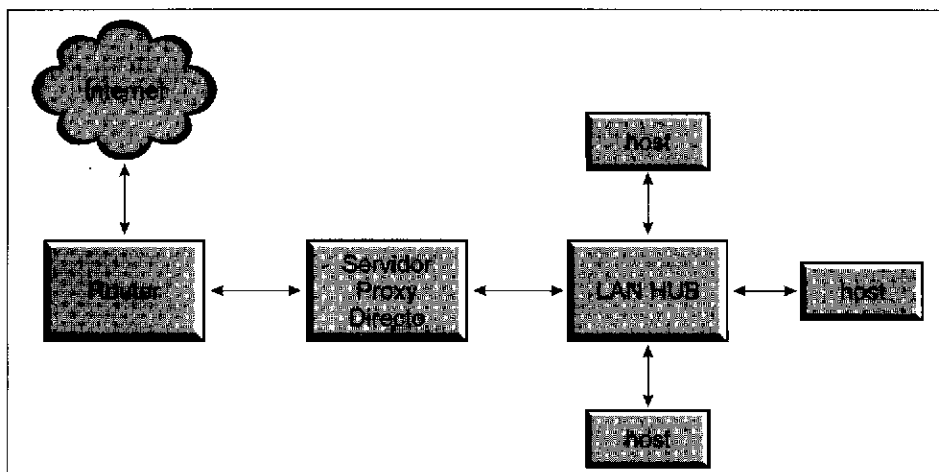 Internet
host
Router
Servidor
Proxy
Directo
LAN HUB
host
host